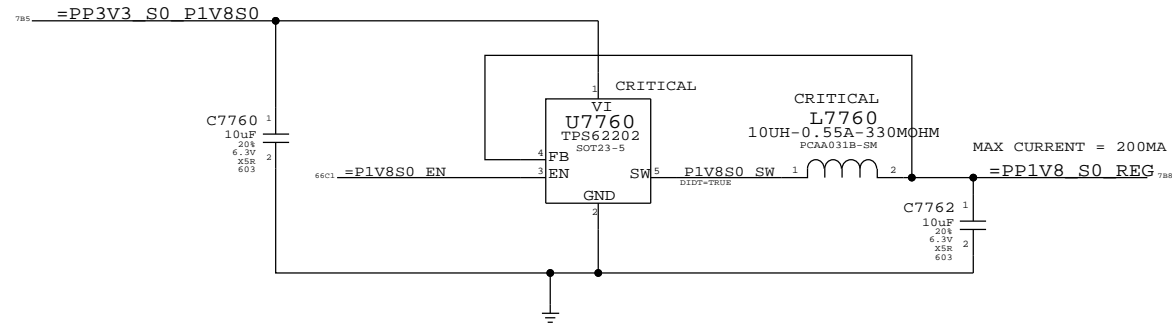 7B5 =PP3V3_S0_P1V8S0
CRITICAL
1
VI
U7760
TPS62202
SOT23-5
4 FB
3 EN
SW 5
GND
2
C7760 1
10uF
20%
6.3V 2
X5R
603
66C1 =P1V8S0_EN
P1V8S0_SW
DIDT=TRUE
CRITICAL
L7760
10UH-0.55A-330MOHM
PCAA031B-SM
1 2
MAX CURRENT = 200MA
=PP1V8_S0_REG 7B8
C7762 1
10uF
20%
6.3V 2
X5R
603